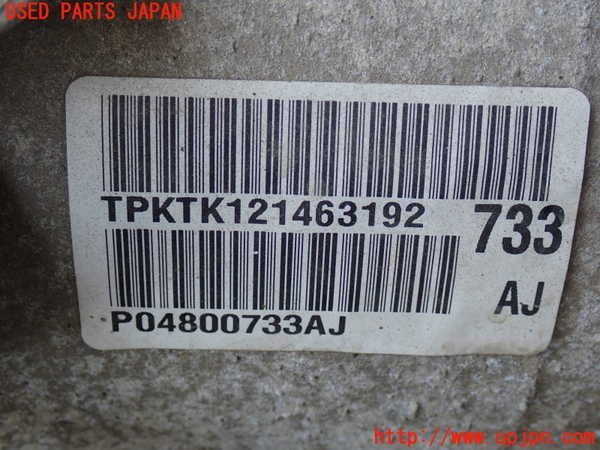 USED PARTS JAPAN
TPKTK121463192
733
AJ
P04800733AJ
http://www.upjpn.com/